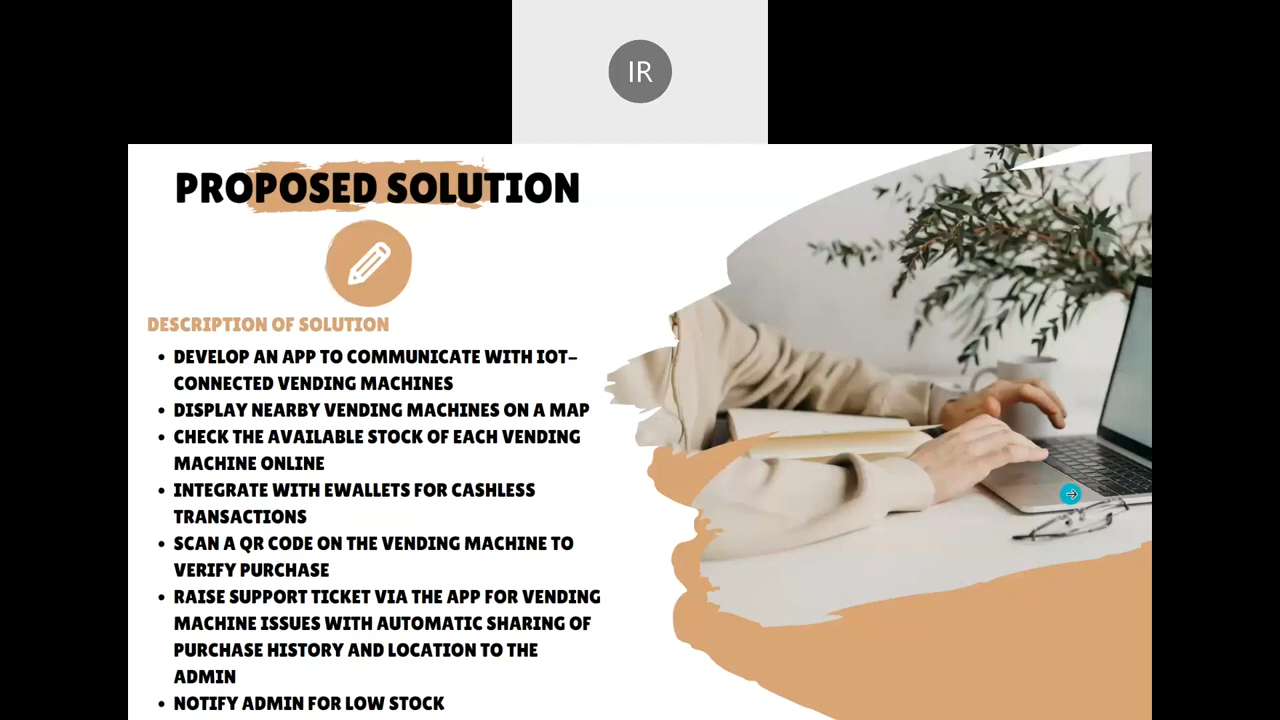 IR
PROPOSED SOLUTION
DESCRIPTION OF SOLUTION
• DEVELOP AN APP TO COMMUNICATE WITH IOT-
CONNECTED VENDING MACHINES
• DISPLAY NEARBY VENDING MACHINES ON A MAP
• CHECK THE AVAILABLE STOCK OF EACH VENDING
MACHINE ONLINE
• INTEGRATE WITH EWALLETS FOR CASHLESS
TRANSACTIONS
• SCAN A QR CODE ON THE VENDING MACHINE TO
VERIFY PURCHASE
• RAISE SUPPORT TICKET VIA THE APP FOR VENDING
MACHINE ISSUES WITH AUTOMATIC SHARING OF
PURCHASE HISTORY AND LOCATION TO THE
ADMIN
• NOTIFY ADMIN FOR LOW STOCK